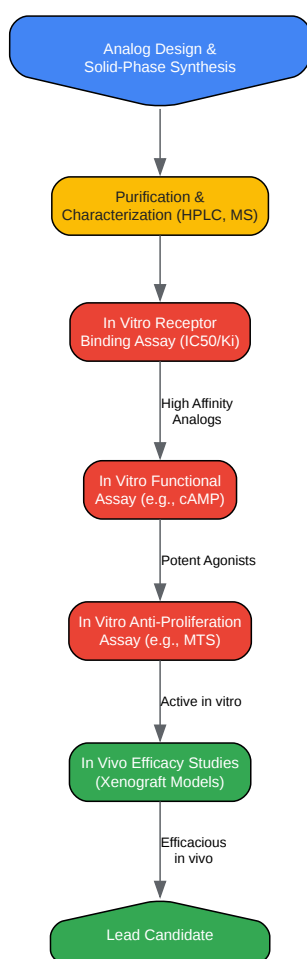 Analog Design &
Solid-Phase Synthesis
Purification &
Characterization (HPLC, MS)
In Vitro Receptor
Binding Assay (IC50/Ki)
High Affinity
Analogs
In Vitro Functional
Assay (e.g., cAMP)
Potent Agonists
In Vitro Anti-Proliferation
Assay (e.g., MTS)
Active in vitro
In Vivo Efficacy Studies
(Xenograft Models)
Efficacious
in vivo
Lead Candidate